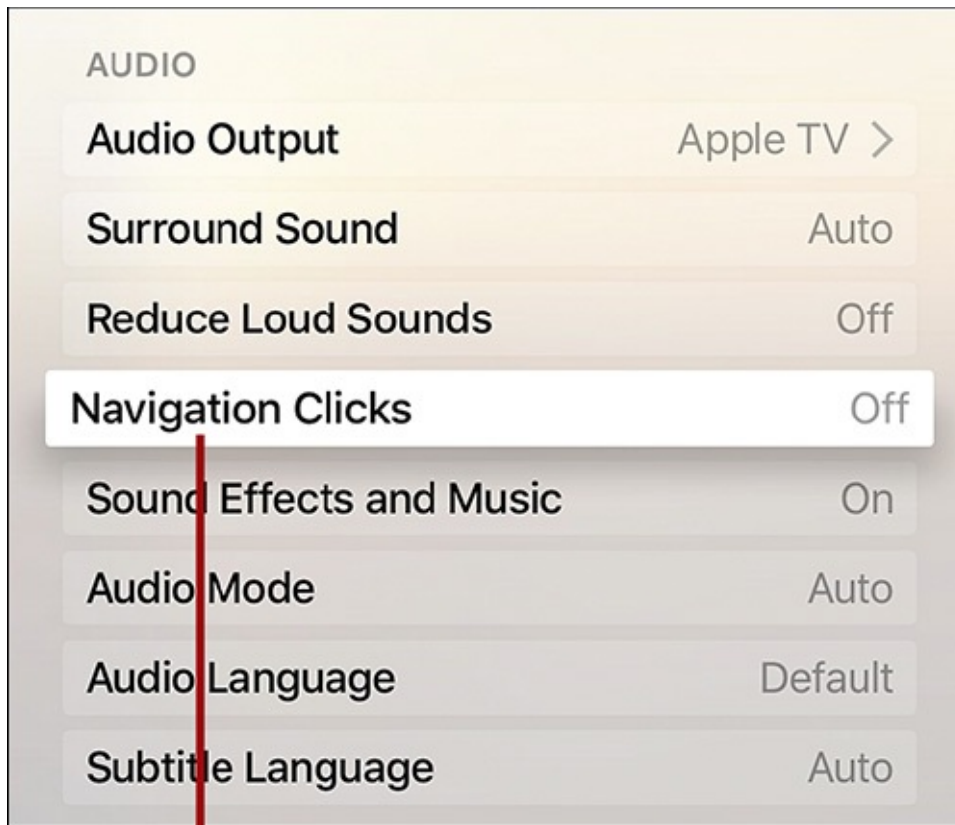 AUDIO
Audio Output Apple TV >
Surround Sound Auto
Reduce Loud Sounds Off
Navigation Clicks Off
Sound Effects and Music On
Audio Mode Auto
Audio Language Default
Subtitle Language Auto